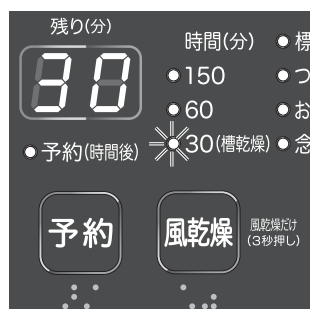 残り(分)
30
時間(分)
150
60
30(槽乾燥)
予約(時間後)
予約
風乾燥
風乾燥だけ
(3秒押し)
標
つ
お
念